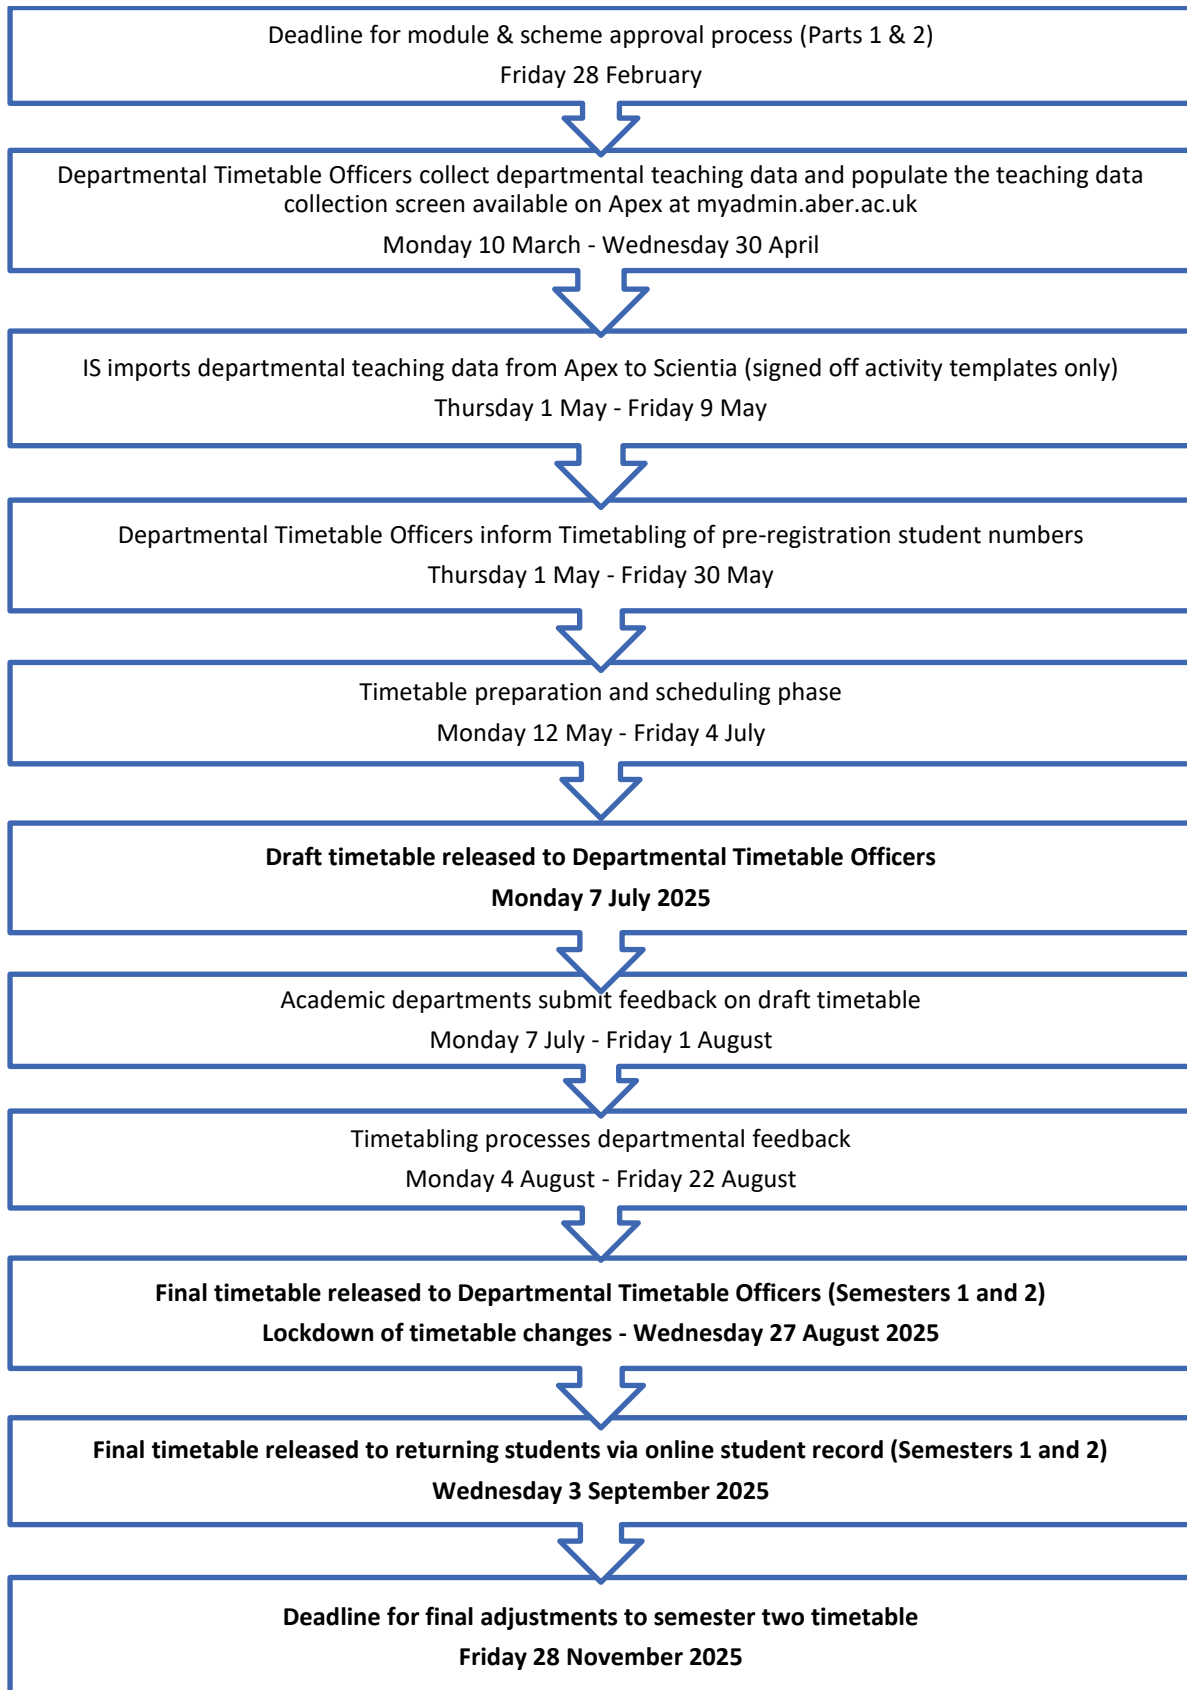 Deadline for module & scheme approval process (Parts 1 & 2)
Friday 28 February
Departmental Timetable Officers collect departmental teaching data and populate the teaching data
collection screen available on Apex at myadmin.aber.ac.uk
Monday 10 March - Wednesday 30 April
IS imports departmental teaching data from Apex to Scientia (signed off activity templates only)
Thursday 1 May - Friday 9 May
Departmental Timetable Officers inform Timetabling of pre-registration student numbers
Thursday 1 May - Friday 30 May
Timetable preparation and scheduling phase
Monday 12 May - Friday 4 July
Draft timetable released to Departmental Timetable Officers
Monday 7 July 2025
Academic departments submit feedback on draft timetable
Monday 7 July - Friday 1 August
Timetabling processes departmental feedback
Monday 4 August - Friday 22 August
Final timetable released to Departmental Timetable Officers (Semesters 1 and 2)
Lockdown of timetable changes - Wednesday 27 August 2025
Final timetable released to returning students via online student record (Semesters 1 and 2)
Wednesday 3 September 2025
Deadline for final adjustments to semester two timetable
Friday 28 November 2025